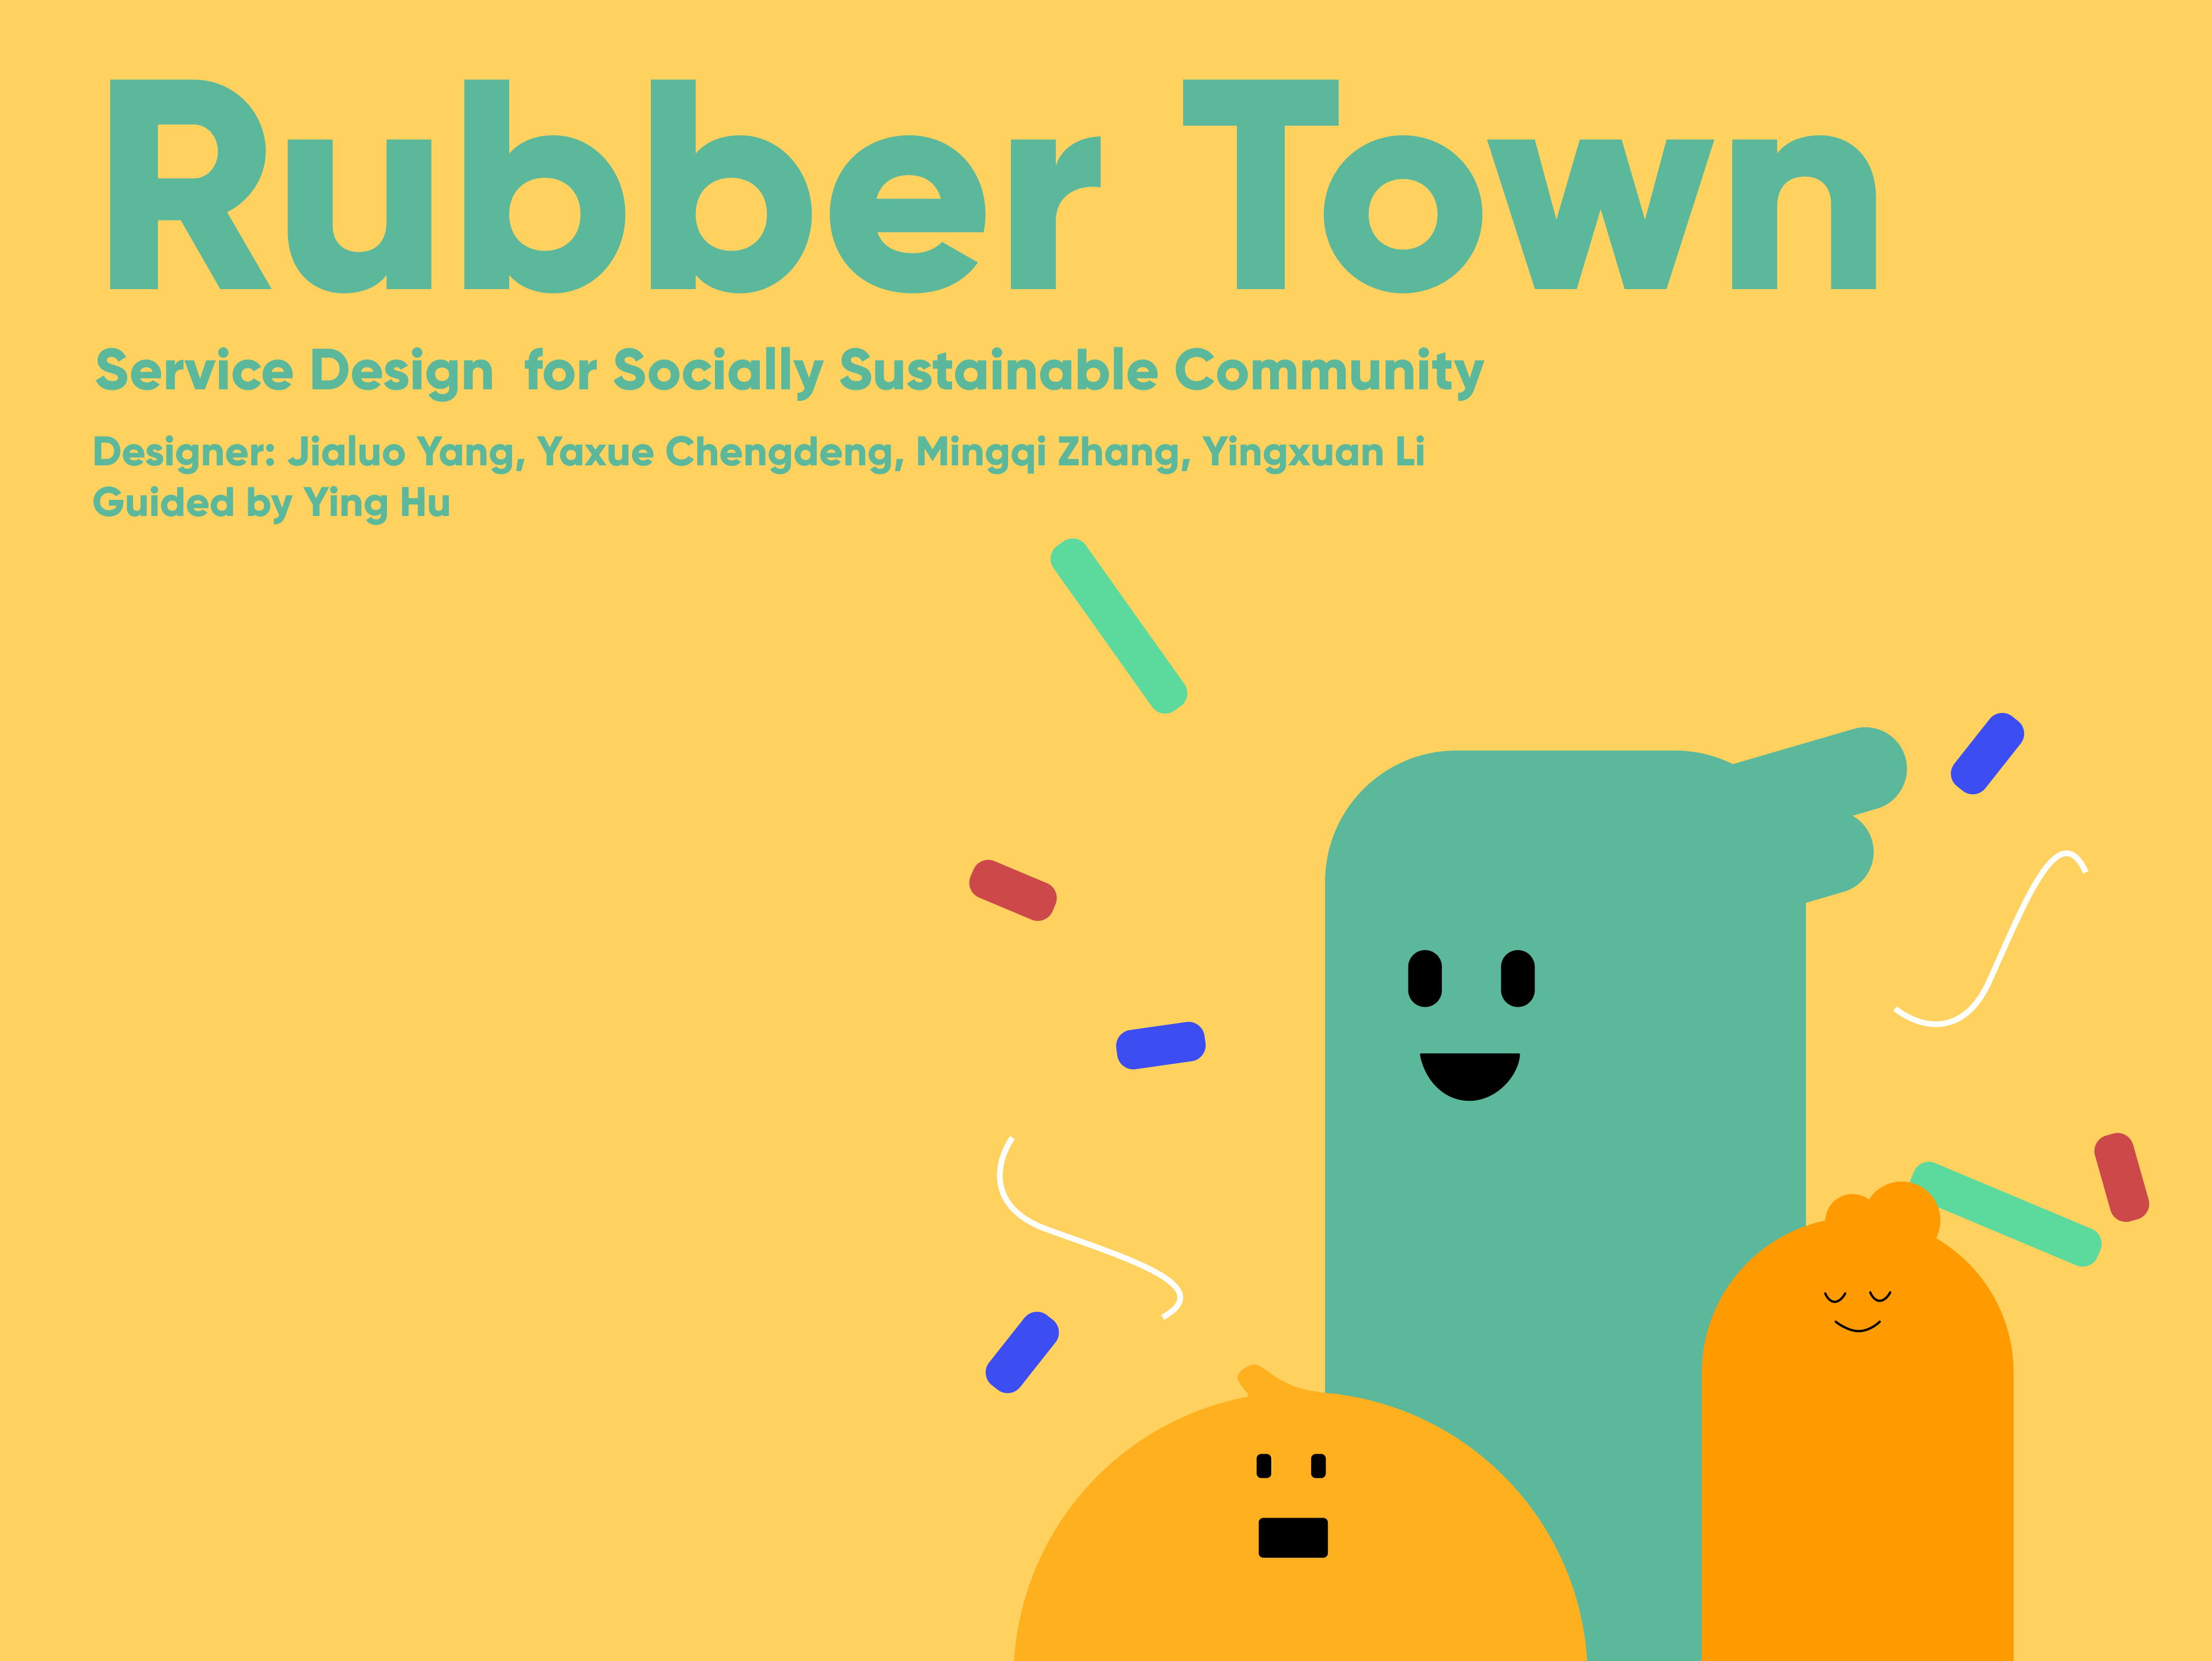 Rubber Town
Service Design  for Socially Sustainable Community
Designer: Jialuo Yang, Yaxue Chengdeng, Mingqi Zhang, Yingxuan Li
Guided by Ying Hu